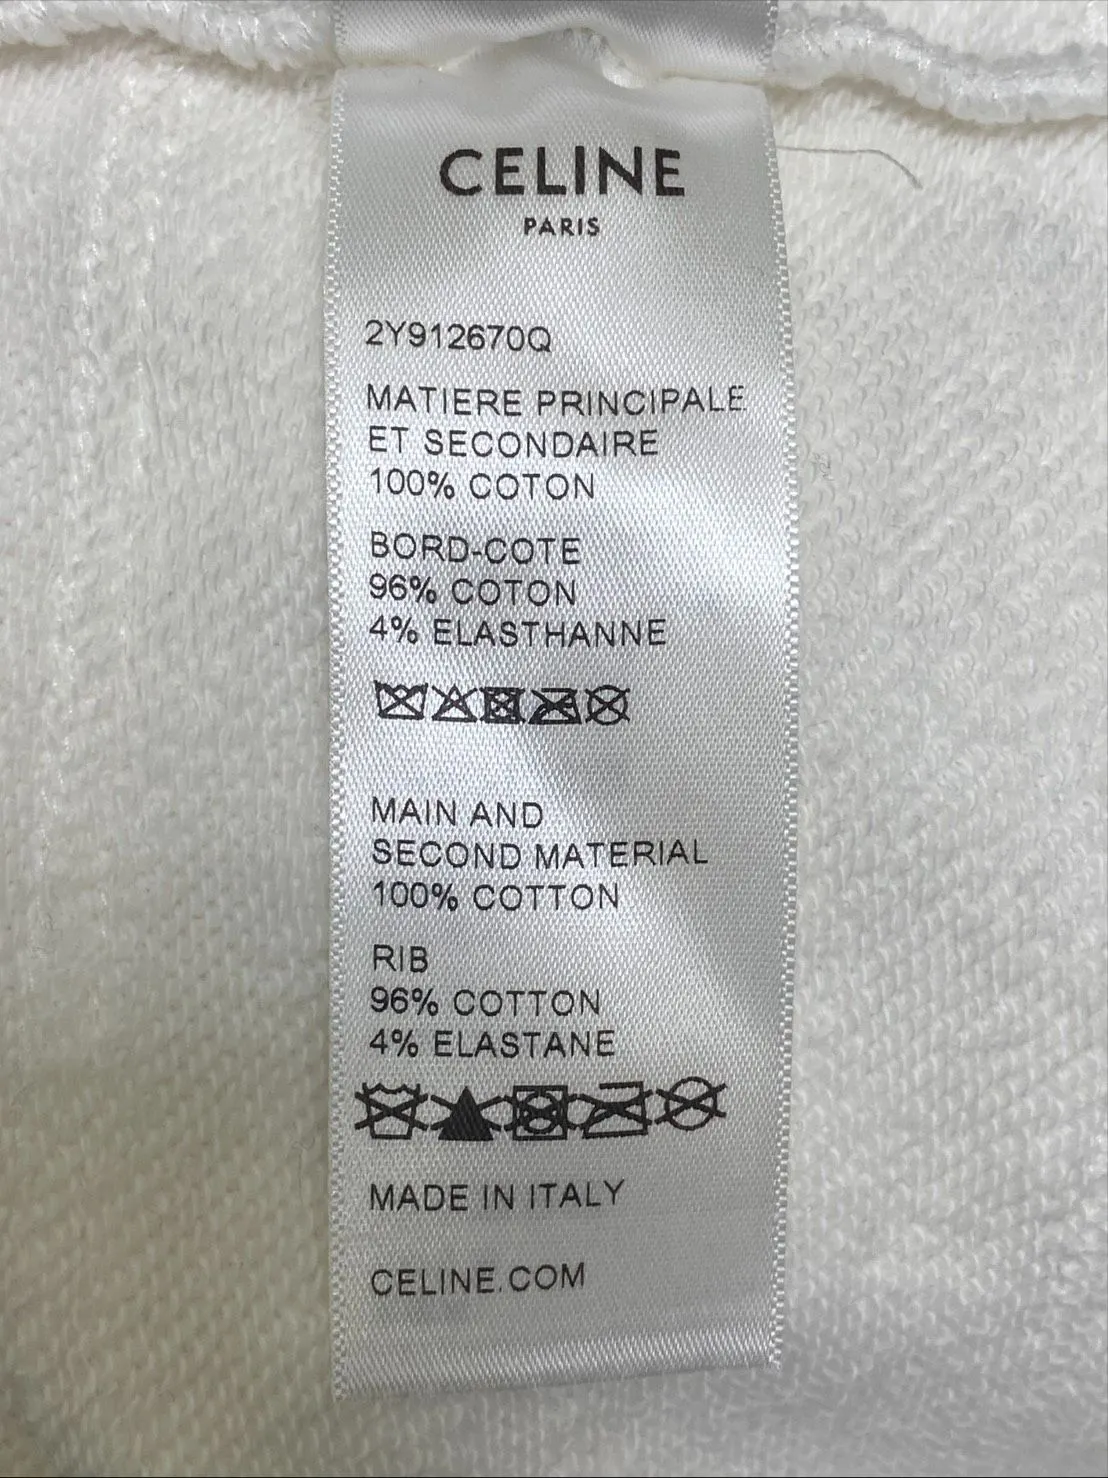 CELINE
PARIS
2Y912670Q
MATIERE PRINCIPALE
ET SECONDAIRE
100% COTON
BORD-COTE
96% COTON
4% ELASTHANNE
MAIN AND
SECOND MATERIAL
100% COTTON
RIB
96% COTTON
4% ELASTANE
MADE IN ITALY
CELINE.COM